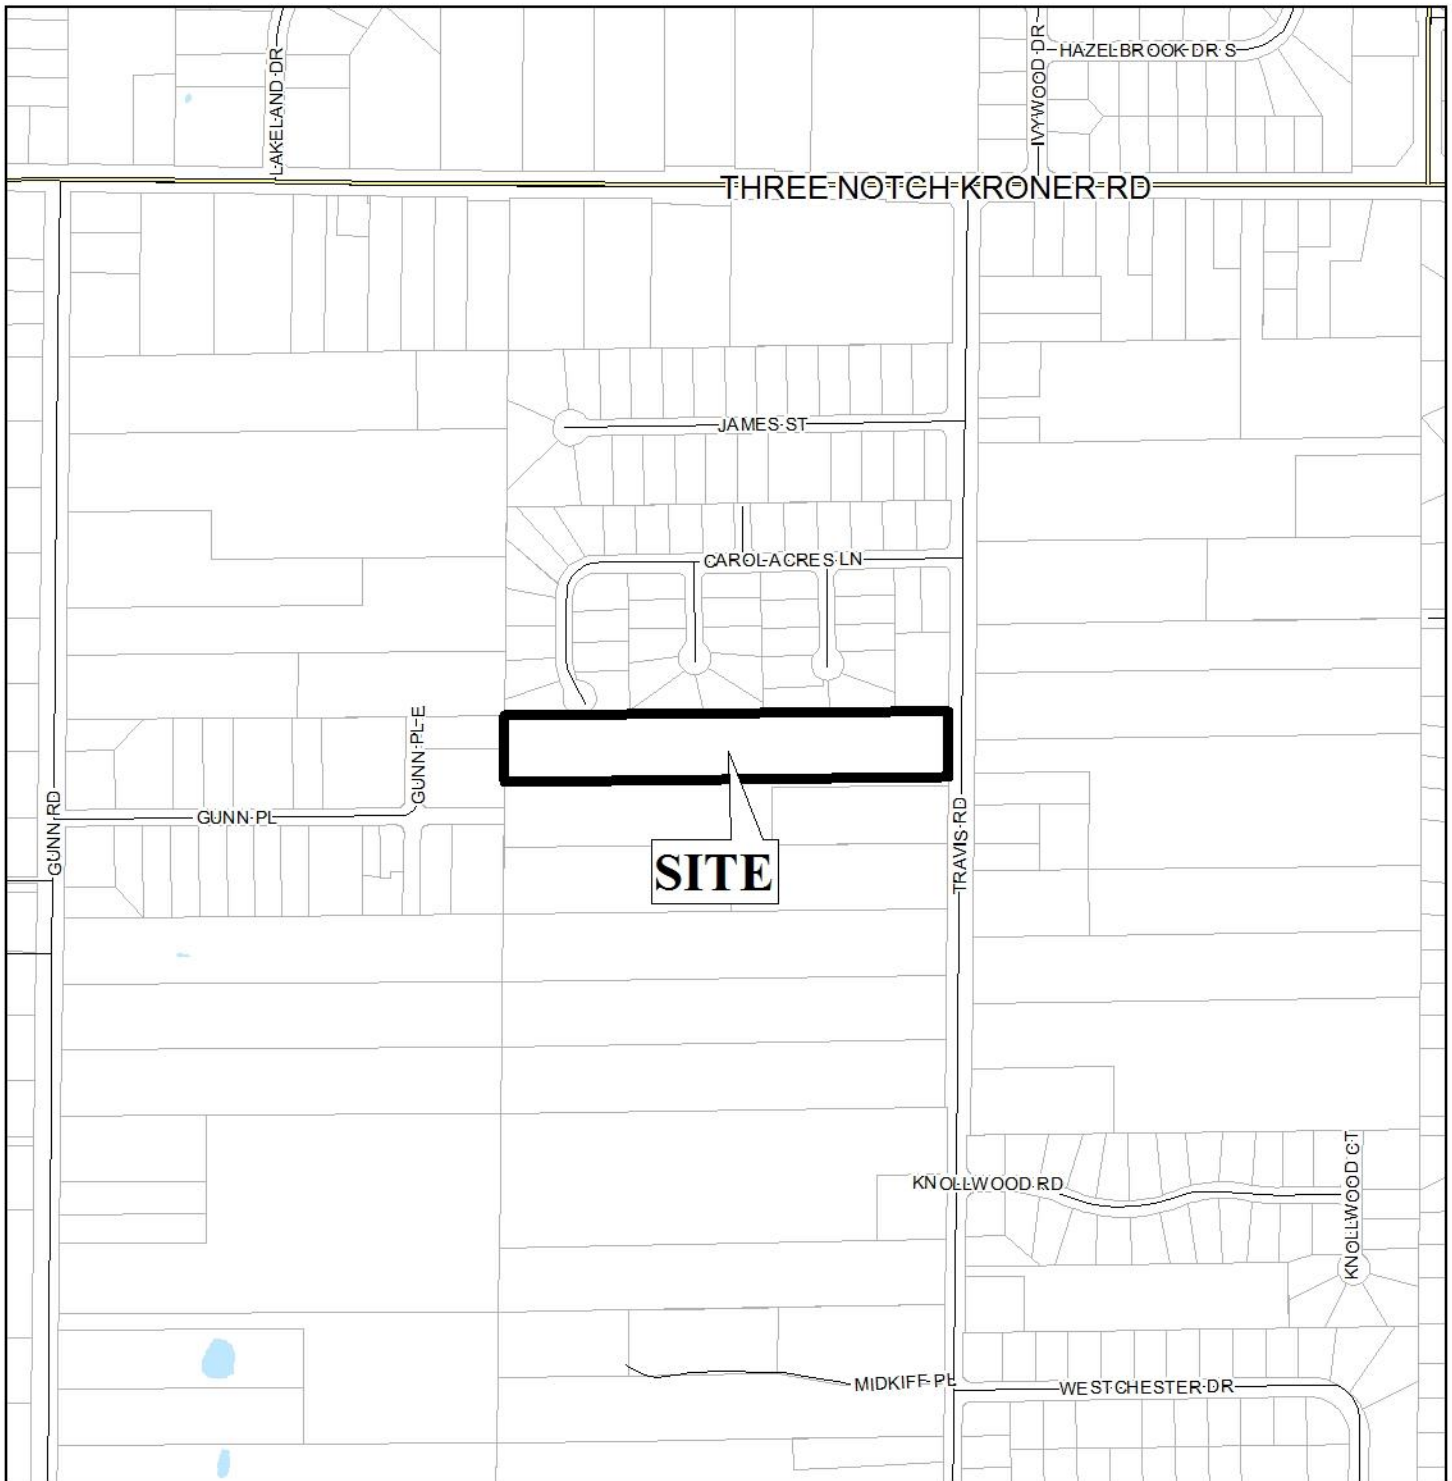 LAKELAND DR
IVYWOOD DR
HAZELBROOK DR S
THREE NOTCH KRONER RD
JAMES ST
CAROL ACRES LN
GUNN PL E
GUNN RD
GUNN PL
TRAVIS RD
SITE
KNOLLWOOD RD
KNOLLWOOD CT
MIDKIFF PL
WESTCHESTER DR